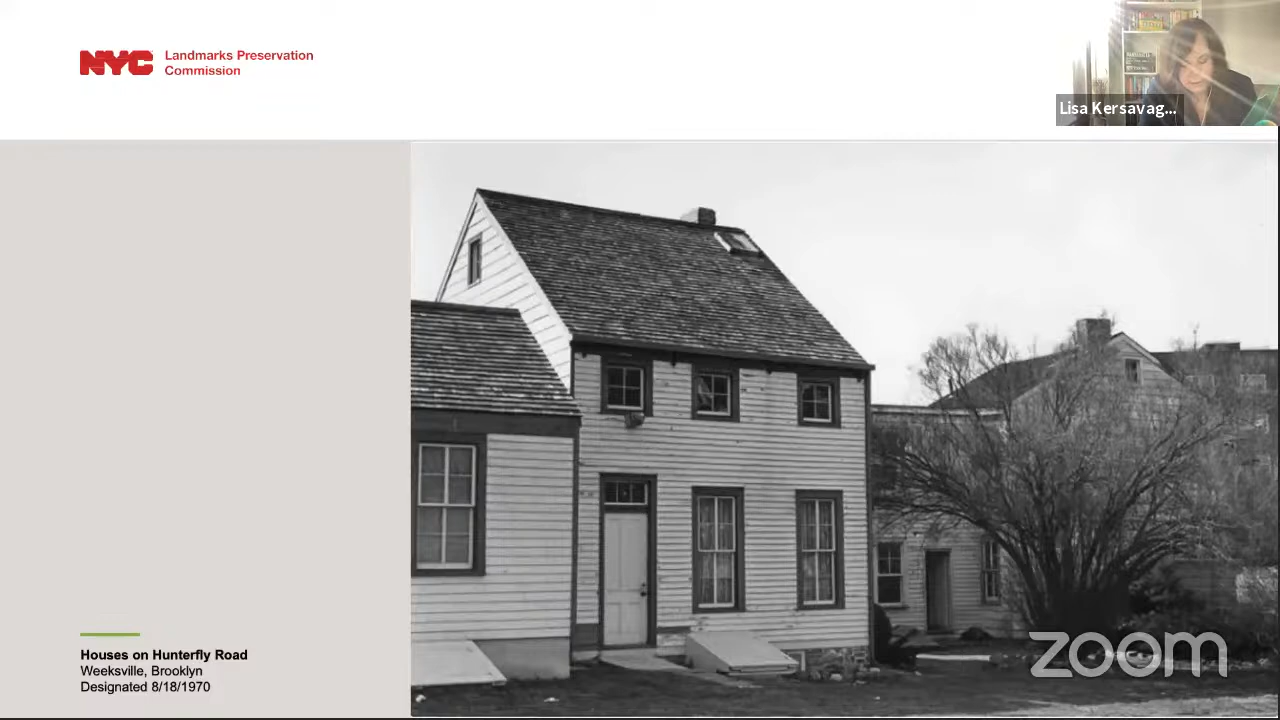 NYC
Landmarks Preservation
Commission
Lisa Kersavag...
Houses on Hunterfly Road
Weeksville, Brooklyn
Designated 8/18/1970
zoom